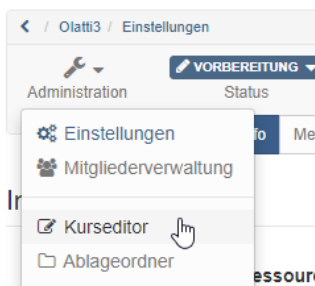 / Olatti3 / Einstellungen
VORBEREITUNG
Administration Status
Einstellungen
fo Me
Mitgliederverwaltung
Kurseditor
Ablageordner
essour